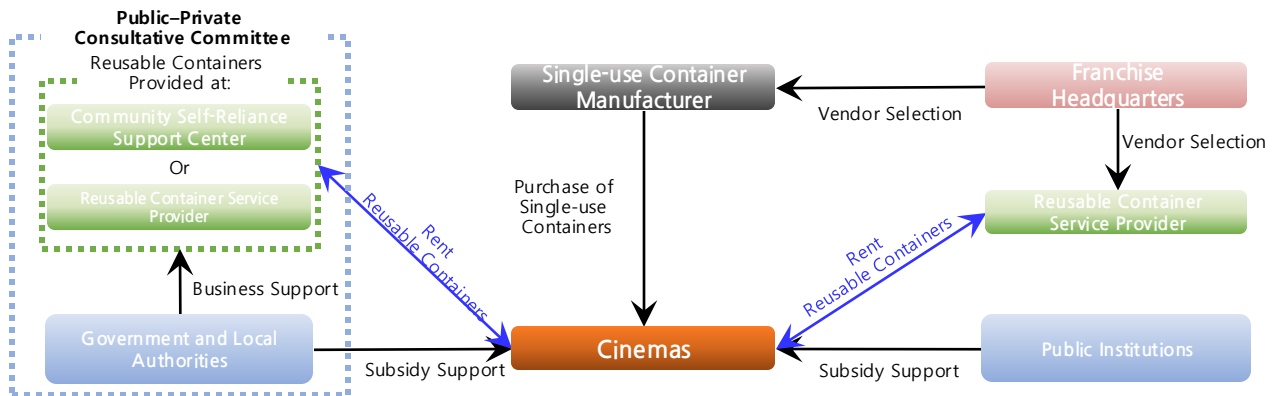 Public–Private
Consultative Committee
Reusable Containers
Provided at:
Community Self-Reliance
Support Center
Or
Reusable Container Service
Provider
Business Support
Government and Local
Authorities
Subsidy Support
Rent
Reusable Containers
Single-use Container
Manufacturer
Purchase of
Single-use
Containers
Cinemas
Vendor Selection
Franchise
Headquarters
Vendor Selection
Reusable Container
Service Provider
Rent
Reusable Containers
Subsidy Support
Public Institutions